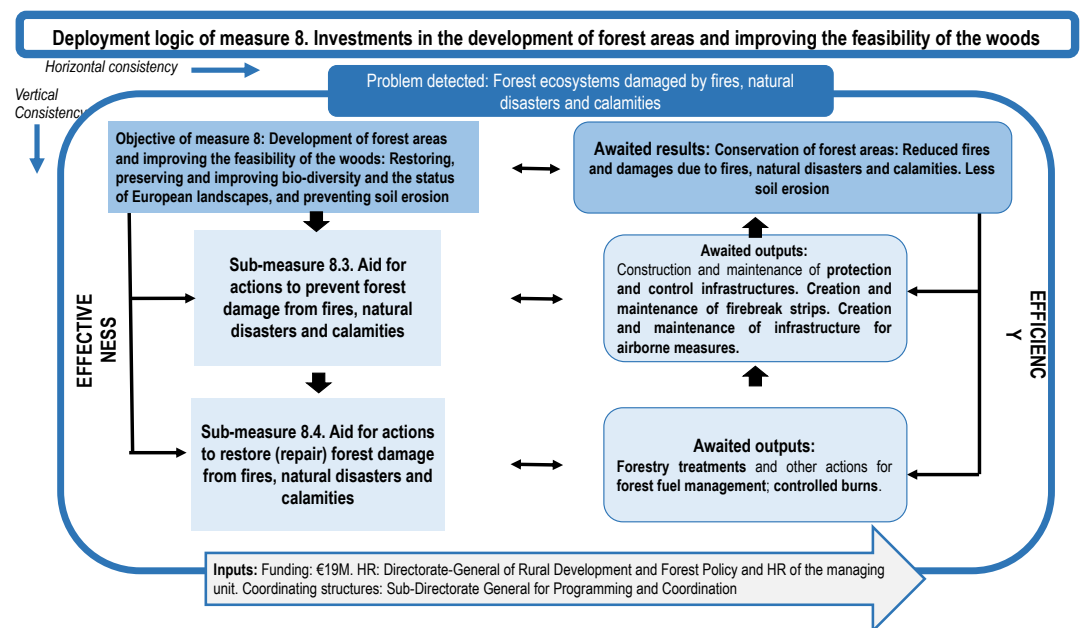 Deployment logic of measure 8. Investments in the development of forest areas and improving the feasibility of the woods
Horizontal consistency
Problem detected: Forest ecosystems damaged by fires, natural
disasters and calamities
Vertical
Consistency
Objective of measure 8: Development of forest areas
and improving the feasibility of the woods: Restoring,
preserving and improving bio-diversity and the status
of European landscapes, and preventing soil erosion
Awaited results: Conservation of forest areas: Reduced fires
and damages due to fires, natural disasters and calamities. Less
soil erosion
EFFECTIVE
NESS
Sub-measure 8.3. Aid for
actions to prevent forest
damage from fires, natural
disasters and calamities
Awaited outputs:
Construction and maintenance of protection
and control infrastructures. Creation and
maintenance of firebreak strips. Creation
and maintenance of infrastructure for
airborne measures.
EFFICIENC
Y
Sub-measure 8.4. Aid for actions
to restore (repair) forest damage
from fires, natural disasters and
calamities
Awaited outputs:
Forestry treatments and other actions for
forest fuel management; controlled burns.
Inputs: Funding: €19M. HR: Directorate-General of Rural Development and Forest Policy and HR of the managing
unit. Coordinating structures: Sub-Directorate General for Programming and Coordination